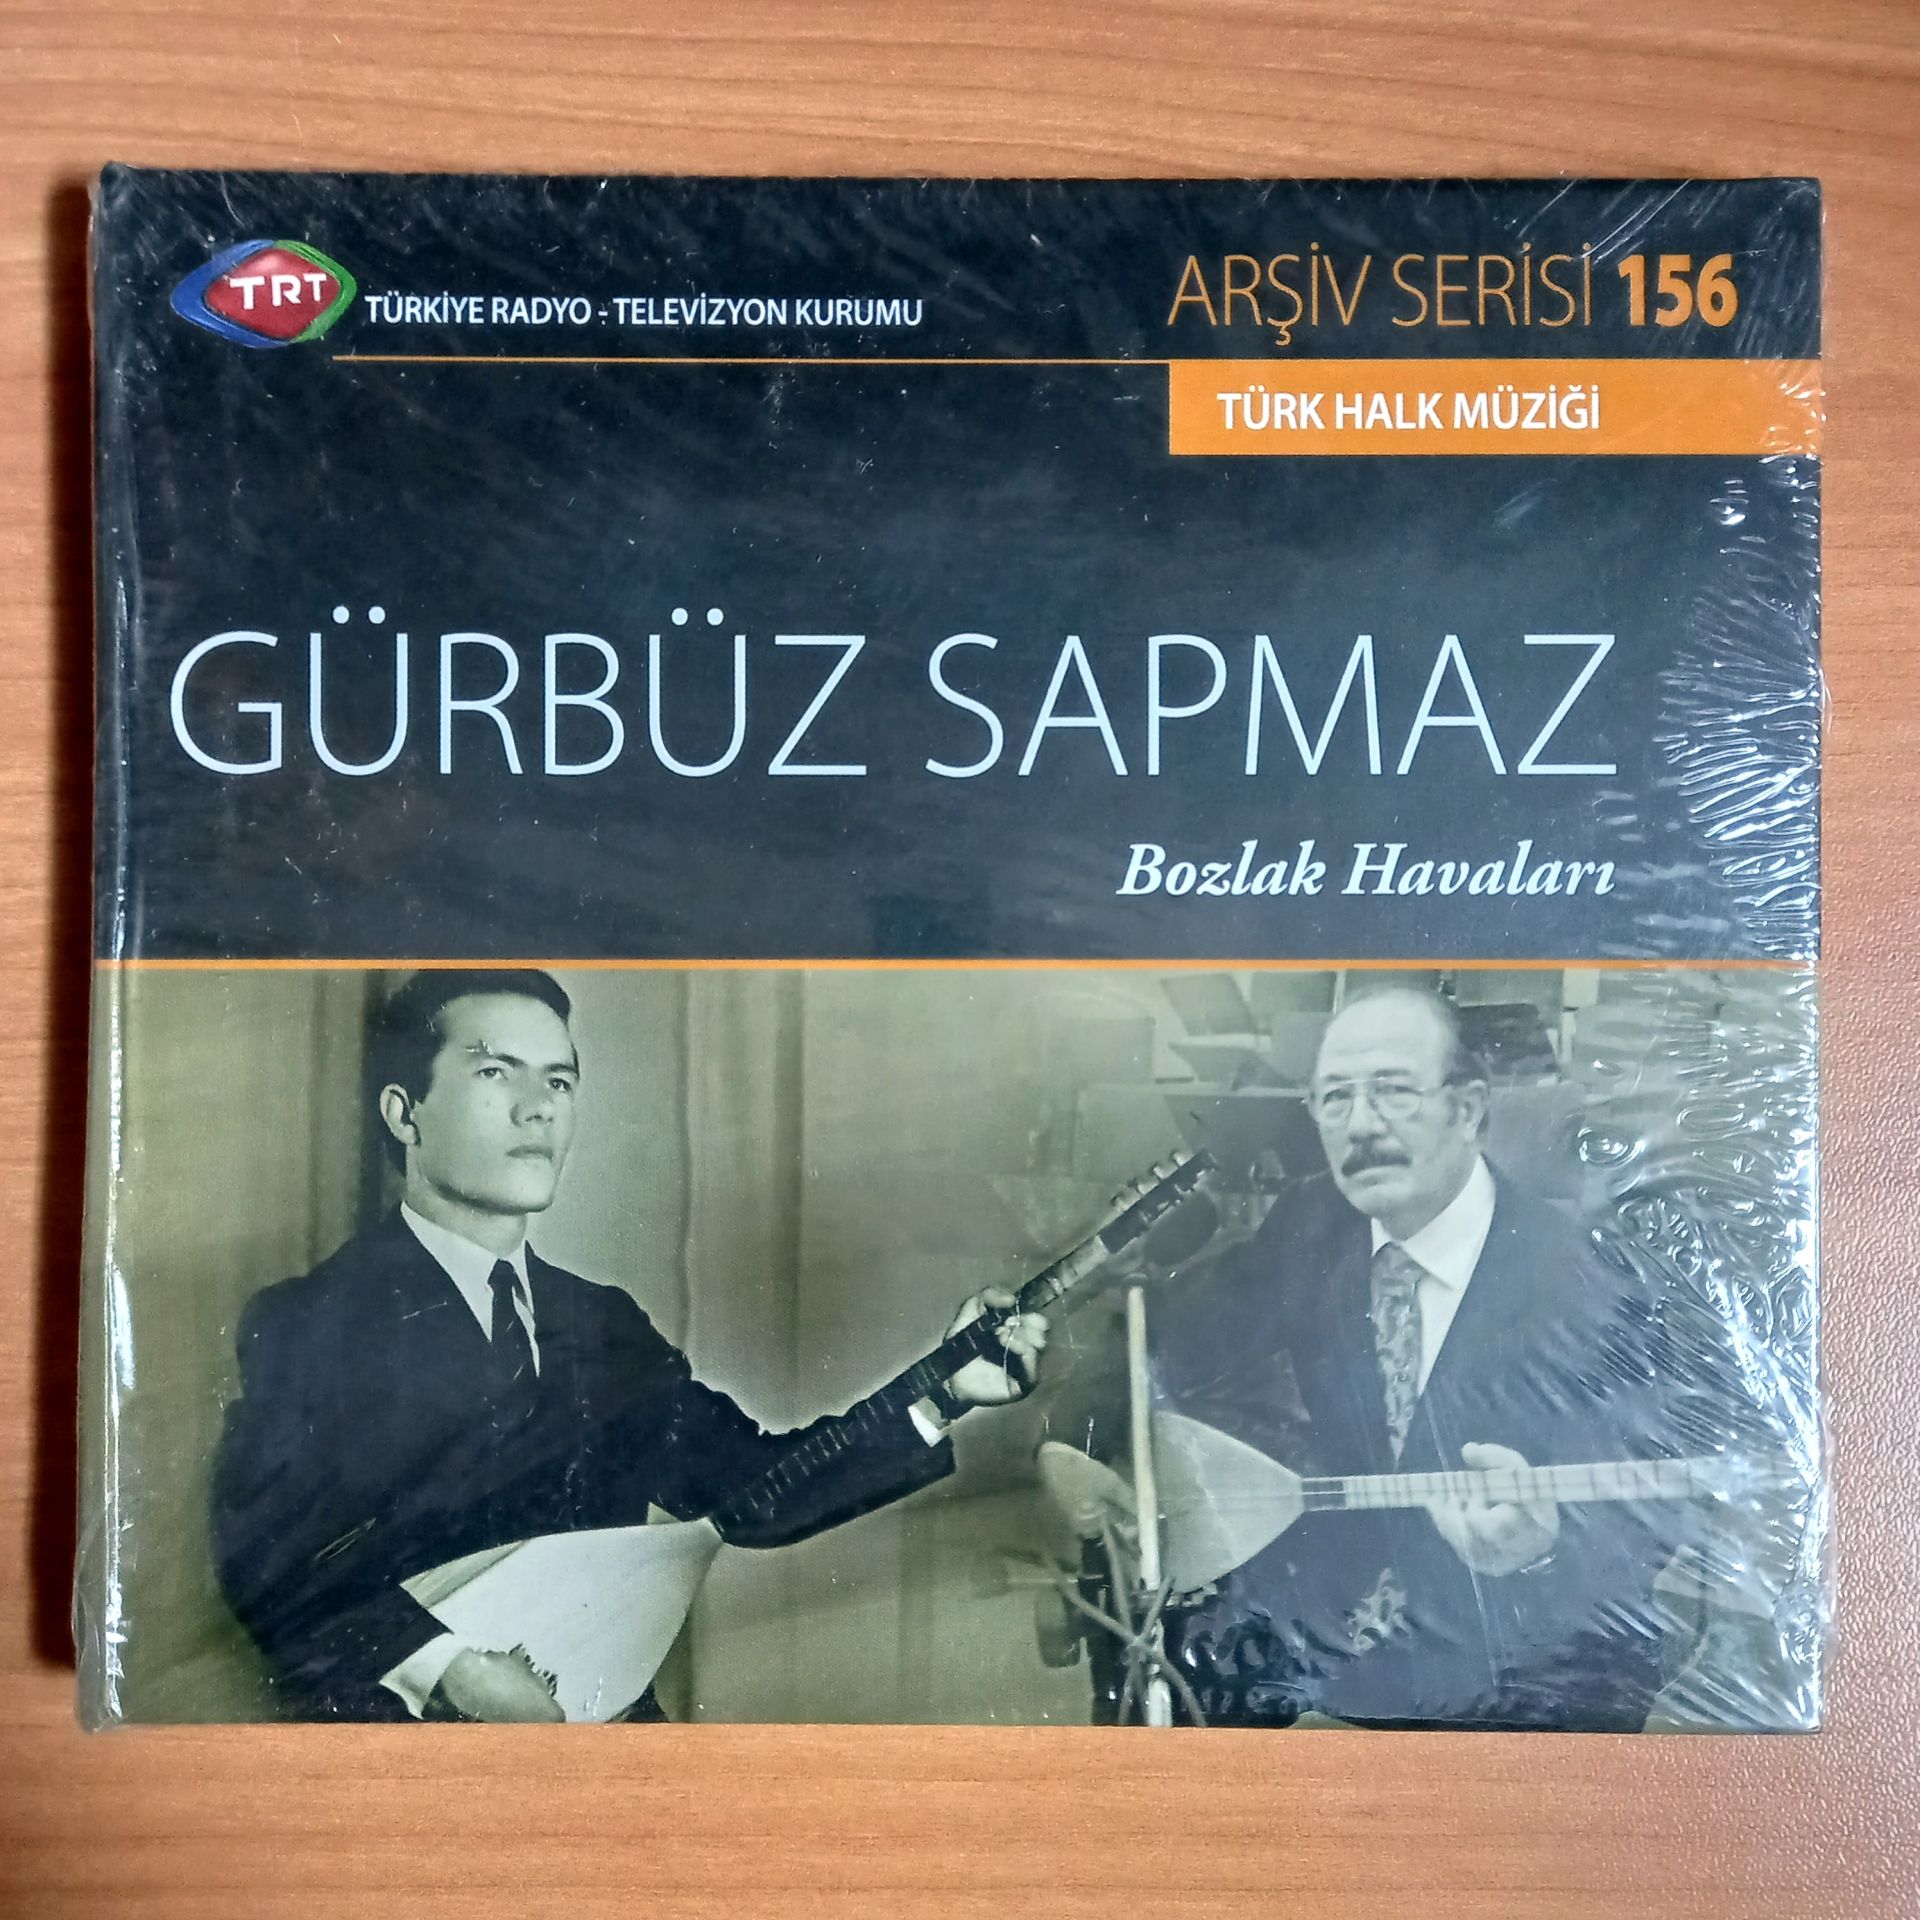 TRT
TÜRKİYE RADYO - TELEVİZYON KURUMU
ARŞİV SERİSİ 156
TÜRK HALK MÜZİĞİ
GÜRBÜZ SAPMAZ
Bozlak Havaları